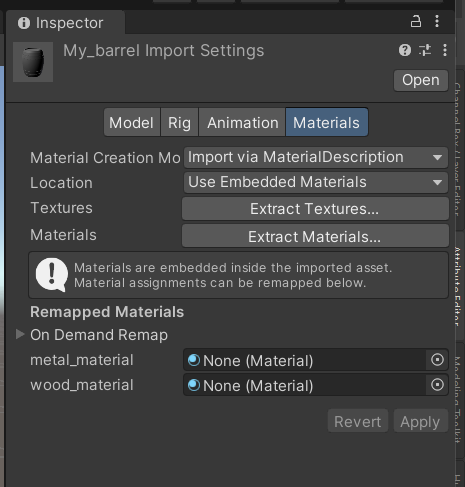 Inspector
My_barrel Import Settings
Open
Model Rig Animation Materials
Material Creation Mo Import via MaterialDescription
Location Use Embedded Materials
Textures Extract Textures...
Materials Extract Materials...
Materials are embedded inside the imported asset.
Material assignments can be remapped below.
Remapped Materials
On Demand Remap
metal_material None (Material)
wood_material None (Material)
Revert Apply
Channel Box / Layer Editor
Attribute Editor
Modeling Toolkit